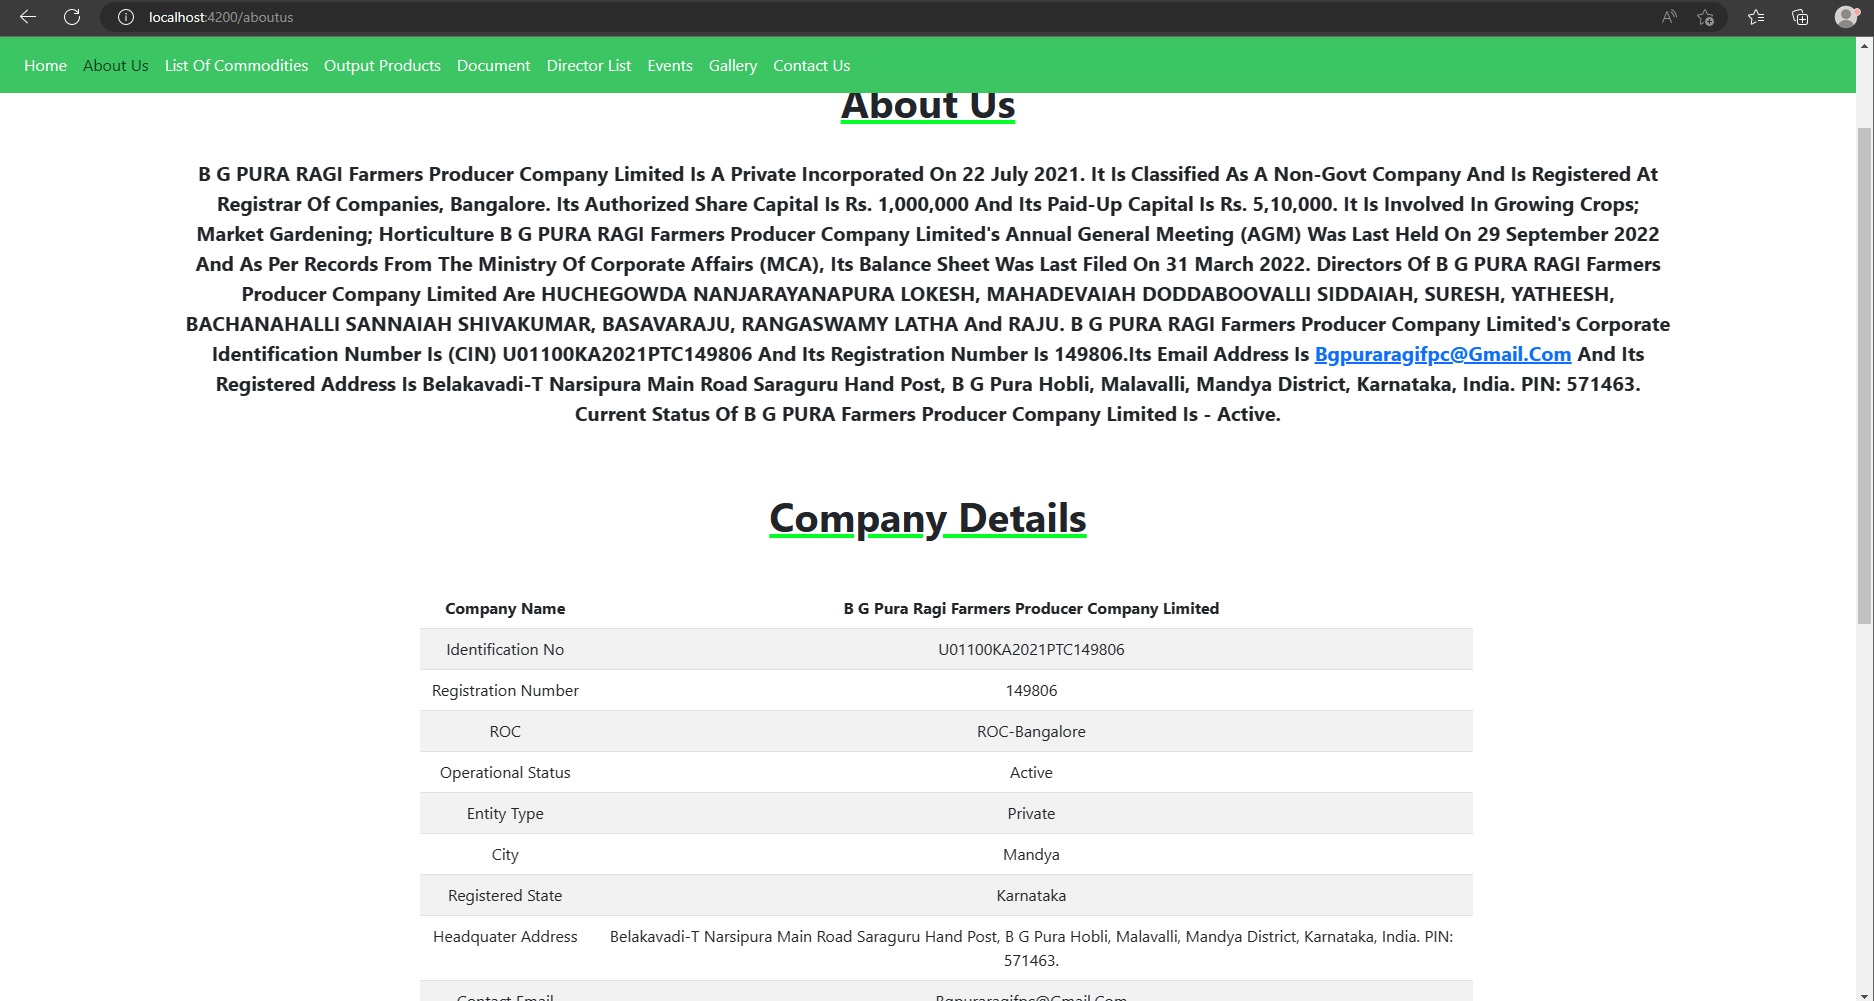 localhost:4200/aboutus
Home About Us List Of Commodities Output Products Document Director List Events Gallery Contact Us
About Us
B G PURA RAGI Farmers Producer Company Limited Is A Private Incorporated On 22 July 2021. It Is Classified As A Non-Govt Company And Is Registered At
Registrar Of Companies, Bangalore. Its Authorized Share Capital Is Rs. 1,000,000 And Its Paid-Up Capital Is Rs. 5,10,000. It Is Involved In Growing Crops;
Market Gardening; Horticulture B G PURA RAGI Farmers Producer Company Limited's Annual General Meeting (AGM) Was Last Held On 29 September 2022
And As Per Records From The Ministry Of Corporate Affairs (MCA), Its Balance Sheet Was Last Filed On 31 March 2022. Directors Of B G PURA RAGI Farmers
Producer Company Limited Are HUCHEGOWDA NANJARAYANAPURA LOKESH, MAHADEVAIAH DODDABOOVALLI SIDDAIAH, SURESH, YATHEESH,
BACHANAHALLI SANNAIAH SHIVAKUMAR, BASAVARAJU, RANGASWAMY LATHA And RAJU. B G PURA RAGI Farmers Producer Company Limited's Corporate
Identification Number Is (CIN) U01100KA2021PTC149806 And Its Registration Number Is 149806.Its Email Address Is Bgpuraragifpc@Gmail.Com And Its
Registered Address Is Belakavadi-T Narsipura Main Road Saraguru Hand Post, B G Pura Hobli, Malavalli, Mandya District, Karnataka, India. PIN: 571463.
Current Status Of B G PURA Farmers Producer Company Limited Is - Active.
Company Details
Company Name B G Pura Ragi Farmers Producer Company Limited
Identification No U01100KA2021PTC149806
Registration Number 149806
ROC ROC-Bangalore
Operational Status Active
Entity Type Private
City Mandya
Registered State Karnataka
Headquater Address Belakavadi-T Narsipura Main Road Saraguru Hand Post, B G Pura Hobli, Malavalli, Mandya District, Karnataka, India. PIN:
571463.
Contact Email Bgpuraragifpc@Gmail.Com